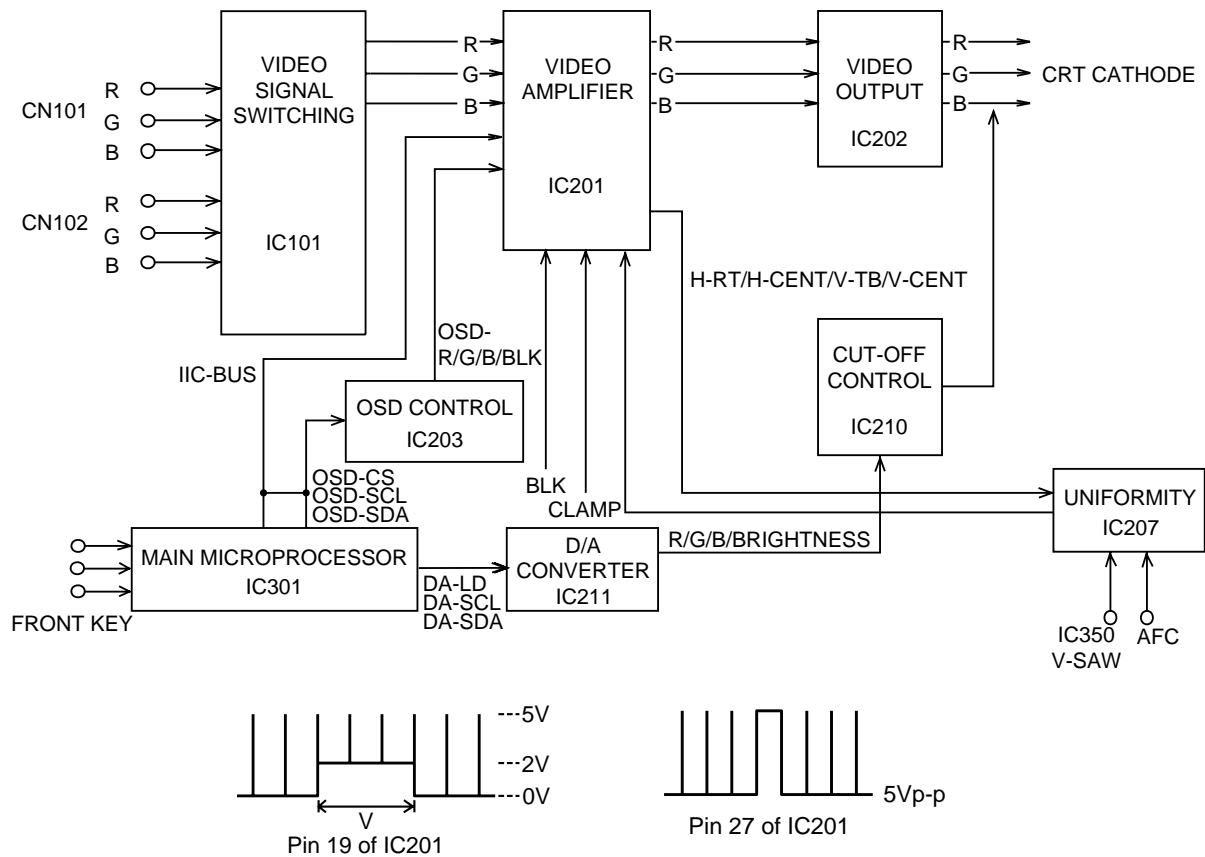 CN101
R
G
B
CN102
R
G
B
VIDEO
SIGNAL
SWITCHING
IC101
R
G
B
VIDEO
AMPLIFIER
IC201
R
G
B
VIDEO
OUTPUT
IC202
R
G
B
CRT CATHODE
H-RT/H-CENT/V-TB/V-CENT
IIC-BUS
OSD-
R/G/B/BLK
OSD CONTROL
IC203
CUT-OFF
CONTROL
IC210
OSD-CS
OSD-SCL
OSD-SDA
BLK
CLAMP
UNIFORMITY
IC207
MAIN MICROPROCESSOR
IC301
FRONT KEY
DA-LD
DA-SCL
DA-SDA
D/A
CONVERTER
IC211
R/G/B/BRIGHTNESS
IC350
V-SAW
AFC
5V
2V
0V
V
Pin 19 of IC201
5Vp-p
Pin 27 of IC201